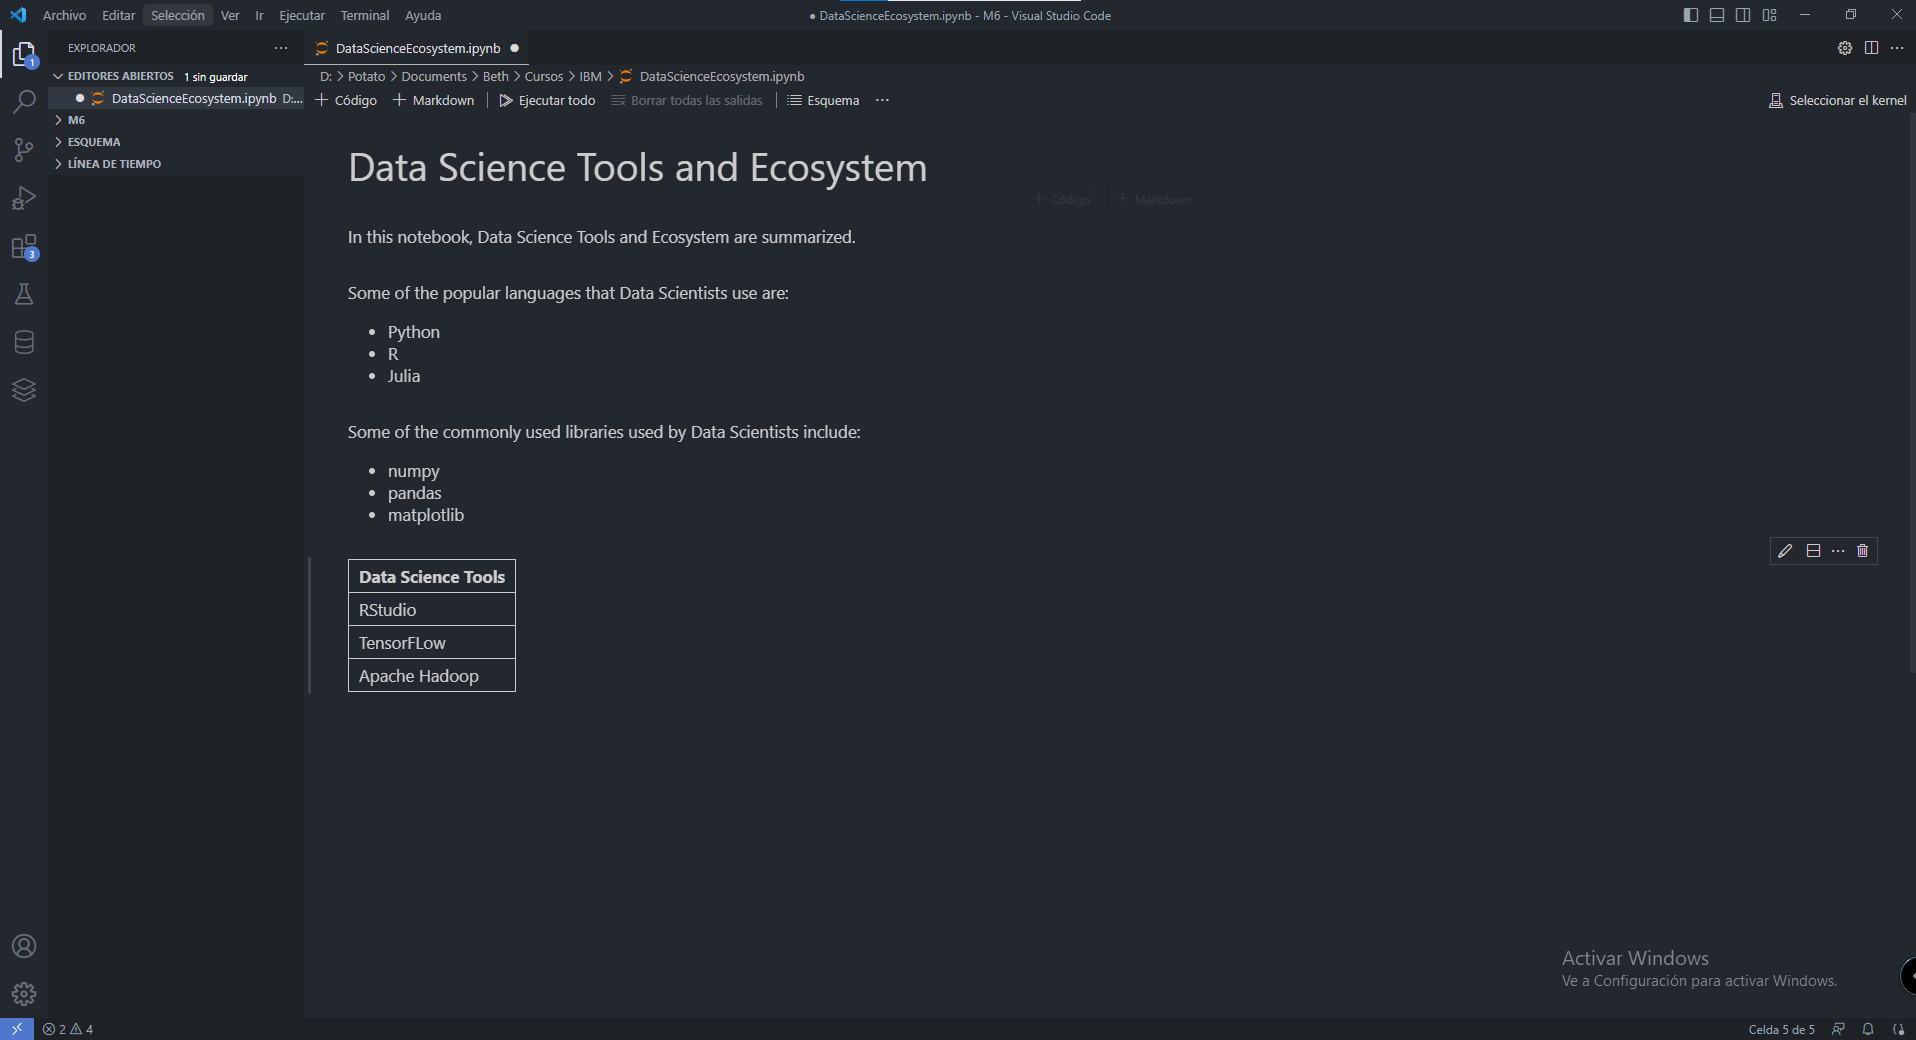 Archivo Editar Selección Ver Ir Ejecutar Terminal Ayuda
● DataScienceEcosystem.ipynb - M6 - Visual Studio Code
EXPLORADOR
DataScienceEcosystem.ipynb
EDITORES ABIERTOS 1 sin guardar
DataScienceEcosystem.ipynb D:...
M6
ESQUEMA
LÍNEA DE TIEMPO
1
3
D: > Potato > Documents > Beth > Cursos > IBM > DataScienceEcosystem.ipynb
+ Código + Markdown | Ejecutar todo Borrar todas las salidas | Esquema ...
Seleccionar el kernel
Data Science Tools and Ecosystem
+ Código + Markdown
In this notebook, Data Science Tools and Ecosystem are summarized.
Some of the popular languages that Data Scientists use are:
• Python
• R
• Julia
Some of the commonly used libraries used by Data Scientists include:
• numpy
• pandas
• matplotlib
Data Science Tools
RStudio
TensorFLow
Apache Hadoop
Activar Windows
Ve a Configuración para activar Windows.
2 4
Celda 5 de 5